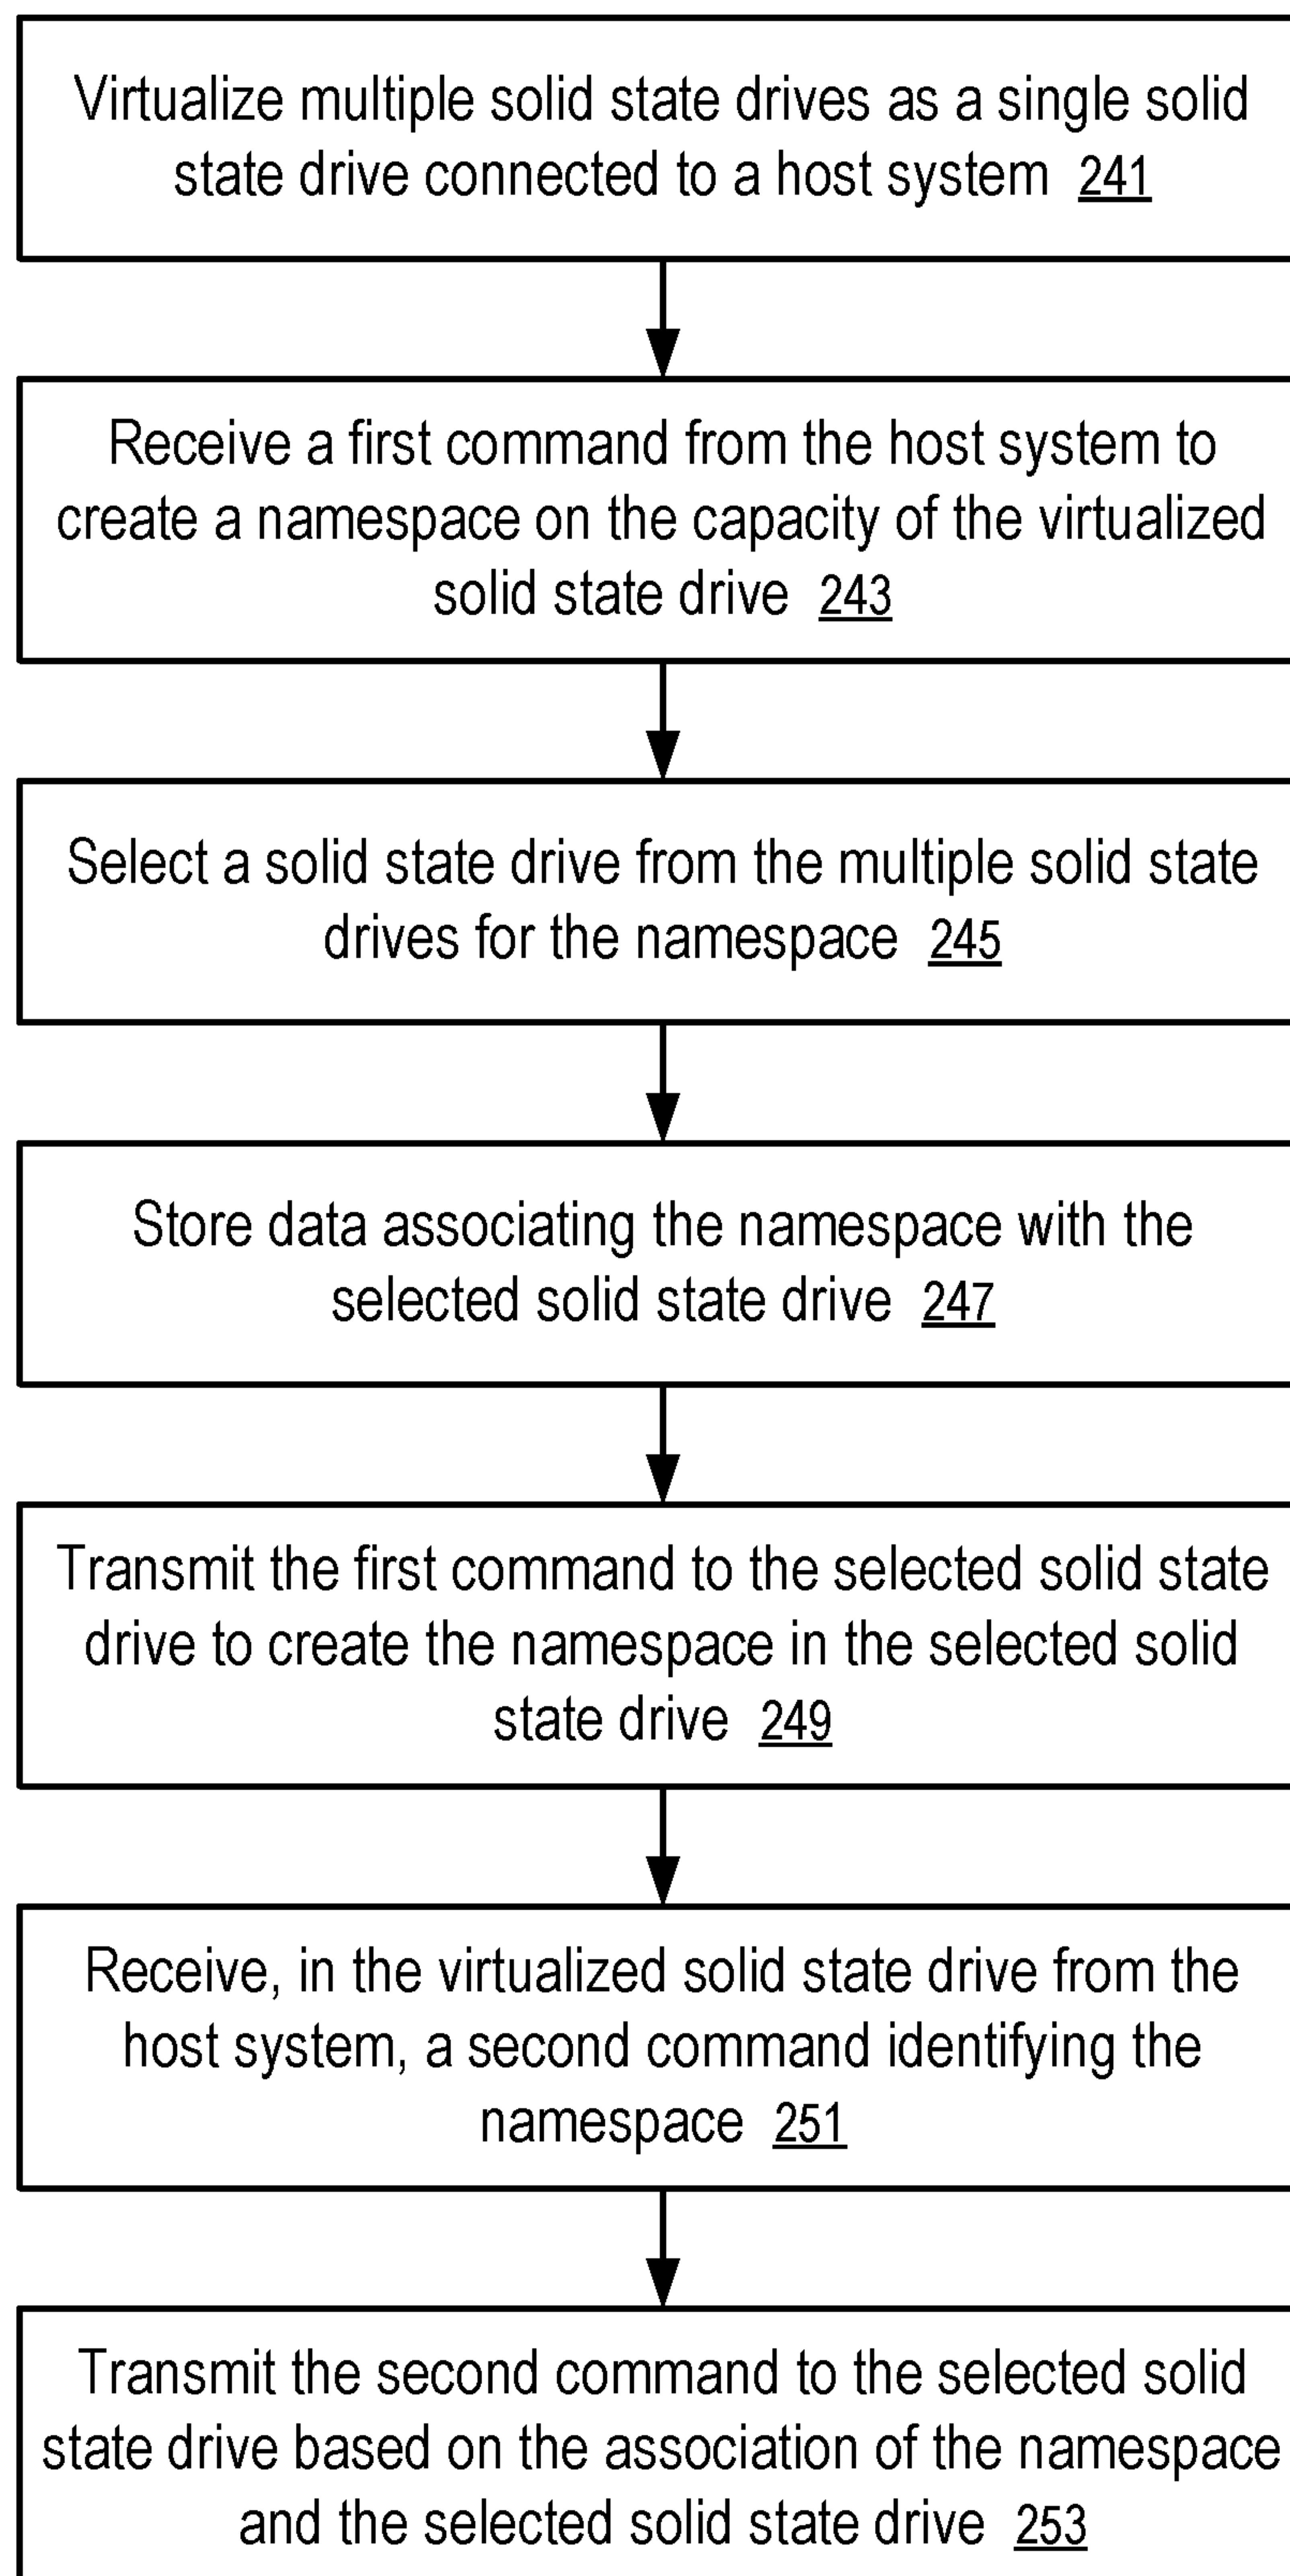 Virtualize multiple solid state drives as a single solid
state drive connected to a host system 241
Receive a first command from the host system to
create a namespace on the capacity of the virtualized
solid state drive 243
Select a solid state drive from the multiple solid state
drives for the namespace 245
Store data associating the namespace with the
selected solid state drive 247
Transmit the first command to the selected solid state
drive to create the namespace in the selected solid
state drive 249
Receive, in the virtualized solid state drive from the
host system, a second command identifying the
namespace 251
Transmit the second command to the selected solid
state drive based on the association of the namespace
and the selected solid state drive 253